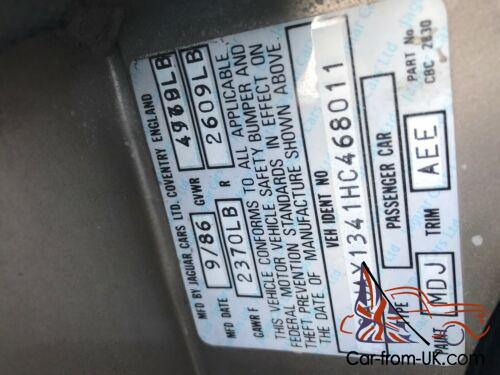 MFD BY JAGUAR CARS LTD. COVENTRY ENGLAND
MFD DATE 9/86 GVWR 4939LB
GAWR F 2370LB R 2609LB
THIS VEHICLE CONFORMS TO ALL APPLICABLE
FEDERAL MOTOR VEHICLE SAFETY BUMPER AND
THEFT PREVENTION STANDARDS IN EFFECT ON
THE DATE OF MANUFACTURE SHOWN ABOVE
VEH IDENT NO
1341HC468011
PASSENGER CAR
PAINT MDJ TRIM AEE
PART No
CBC 2830
Car-from-UK.com